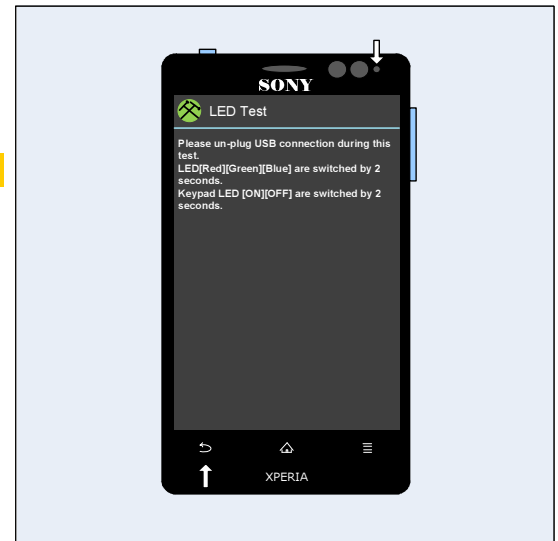 SONY
LED Test
Please un-plug USB connection during this
test.
LED[Red][Green][Blue] are switched by 2
seconds.
Keypad LED [ON][OFF] are switched by 2
seconds.
XPERIA